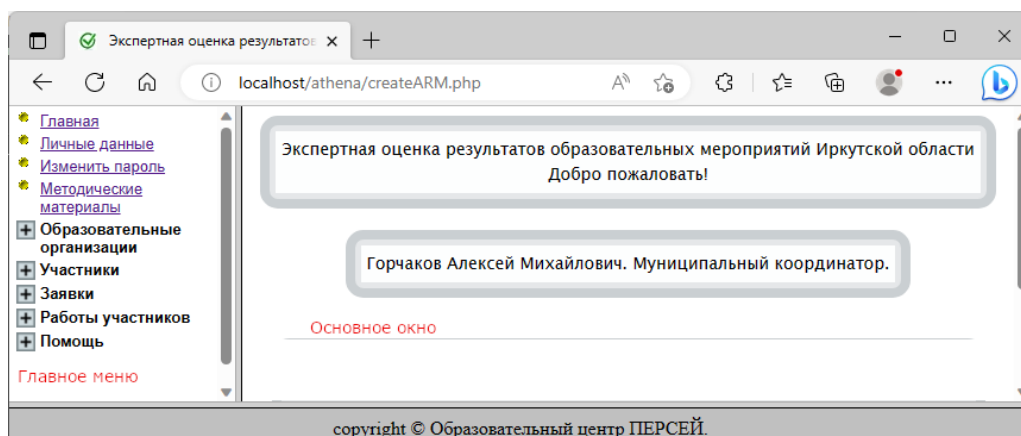 Экспертная оценка результатов
localhost/athena/createARM.php
Главная
Личные данные
Изменить пароль
Методические
материалы
Образовательные
организации
Участники
Заявки
Работы участников
Помощь
Главное меню
Экспертная оценка результатов образовательных мероприятий Иркутской области
Добро пожаловать!
Горчаков Алексей Михайлович. Муниципальный координатор.
Основное окно
copyright © Образовательный центр ПЕРСЕЙ.